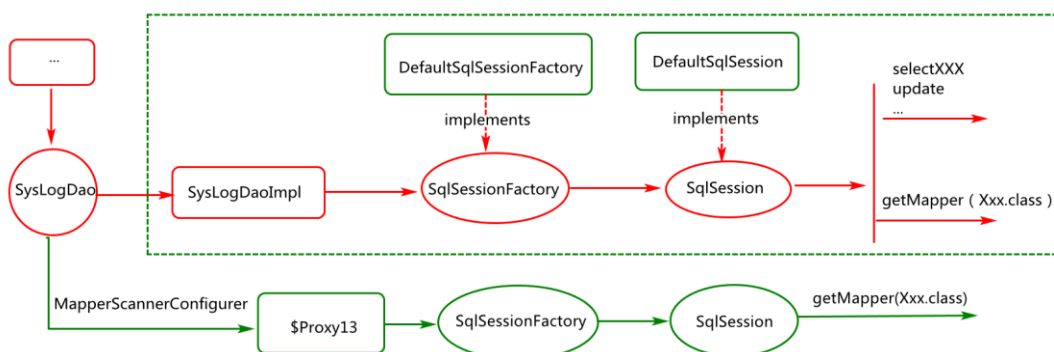 ...
DefaultSqlSessionFactory
DefaultSqlSession
selectXXX
update
...
implements
implements
SysLogDao
SysLogDaoImpl
SqlSessionFactory
SqlSession
getMapper ( Xxx.class )
MapperScannerConfigurer
$Proxy13
SqlSessionFactory
SqlSession
getMapper(Xxx.class)